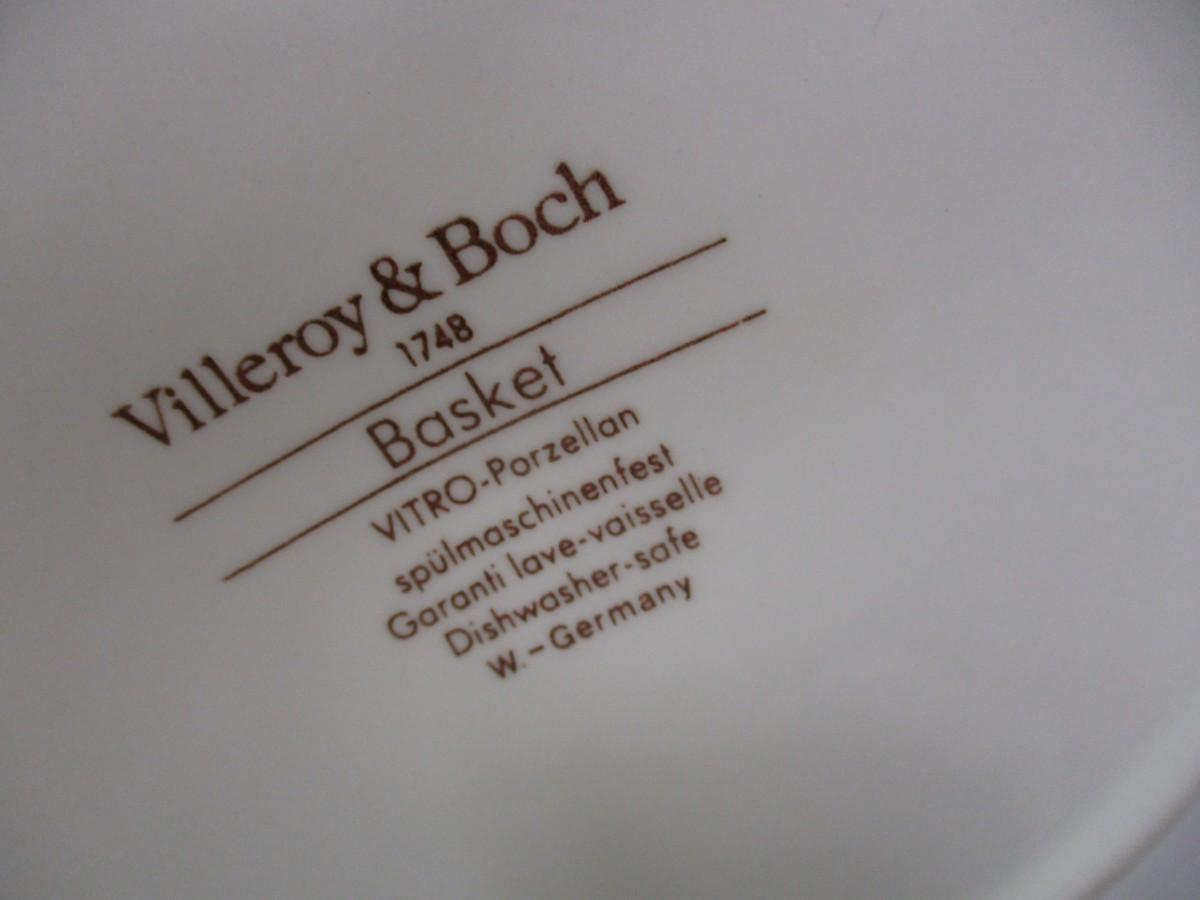 Villeroy & Boch
1748
Basket
VITRO-Porzellan
spülmaschinenfest
Garanti lave-vaisselle
Dishwasher-safe
W.-Germany